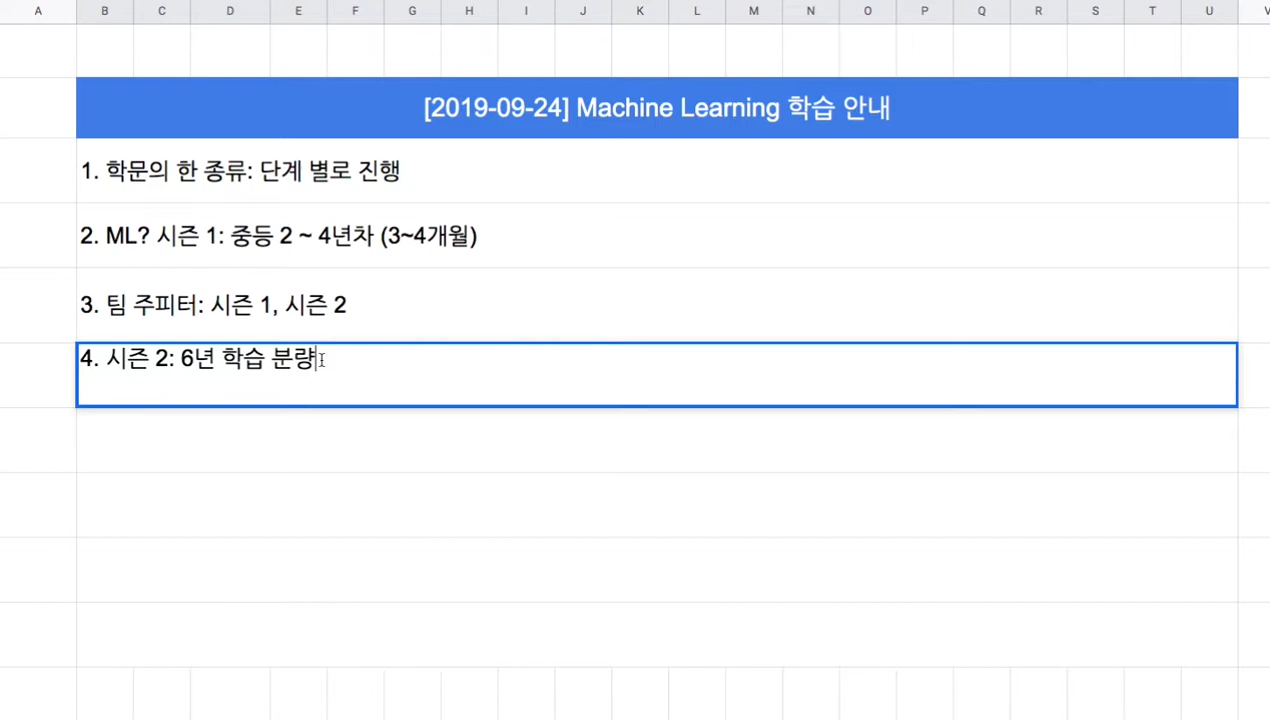 A B C D E F G H I J K L M N O P Q R S T U
[2019-09-24] Machine Learning 학습 안내
1. 학문의 한 종류: 단계 별로 진행
2. ML? 시즌 1: 중등 2 ~ 4년차 (3~4개월)
3. 팀 주피터: 시즌 1, 시즌 2
4. 시즌 2: 6년 학습 분량